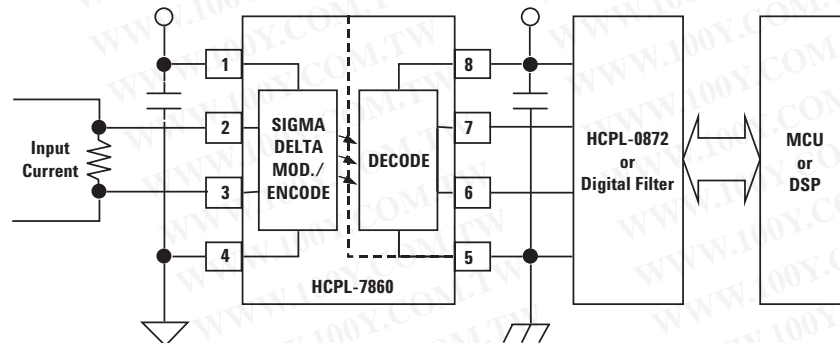 1
2
3
4
Input
Current
SIGMA
DELTA
MOD./
ENCODE
DECODE
8
7
6
5
HCPL-7860
HCPL-0872
or
Digital Filter
MCU
or
DSP
WWW.100Y.COM.TW